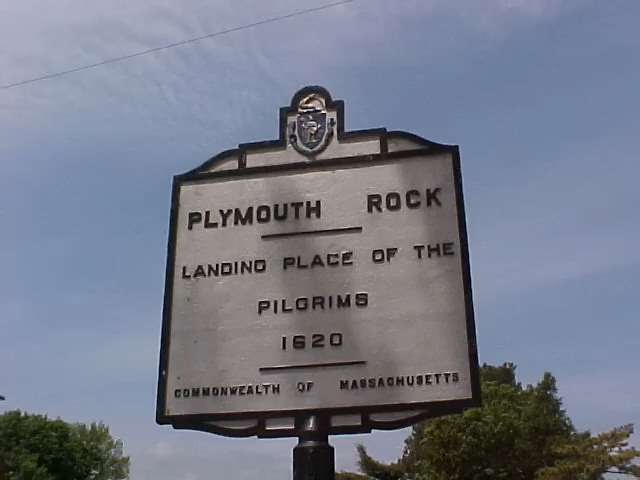 PLYMOUTH ROCK
LANDING PLACE OF THE
PILGRIMS
1620
COMMONWEALTH OF MASSACHUSETTS